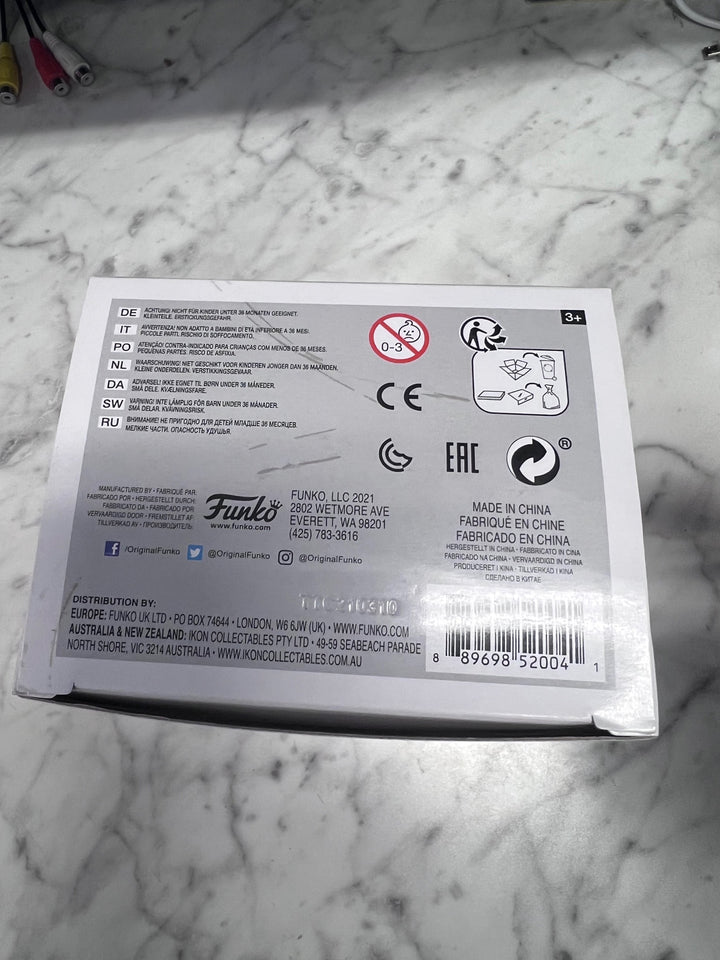 DE ACHTUNG! NICHT FÜR KINDER UNTER 36 MONATEN GEEIGNET.
KLEINTEILE. ERSTICKUNGSGEFAHR.
IT AVVERTENZA! NON ADATTO A BAMBINI DI ETÀ INFERIORE A 36 MESI.
PICCOLE PARTI. RISCHIO DI SOFFOCAMENTO.
PO ATENÇÃO! CONTRA-INDICADO PARA CRIANÇAS COM MENOS DE 36 MESES.
PEQUENAS PARTES. RISCO DE ASFIXIA.
NL WAARSCHUWING! NIET GESCHIKT VOOR KINDEREN JONGER DAN 36 MAANDEN.
KLEINE ONDERDELEN. VERSTIKKINGSGEVAAR.
DA ADVARSEL! IKKE EGNET TIL BØRN UNDER 36 MÅNEDER.
SMÅ DELE. KVÆLNINGSFARE.
SW VARNING! INTE LÄMPLIG FÖR BARN UNDER 36 MÅNADER.
SMÅ DELAR. KVÄVNINGSRISK.
RU ВНИМАНИЕ! НЕ ПРИГОДНО ДЛЯ ДЕТЕЙ МЛАДШЕ 36 МЕСЯЦЕВ.
МЕЛКИЕ ЧАСТИ. ОПАСНОСТЬ УДУШЬЯ.
0-3
3+
CE
EAC
®
MANUFACTURED BY • FABRIQUÉ PAR
FABRICADO POR • HERGESTELLT DURCH:
FABBRICATO DA • FABRICADO POR
VERVAARDIGD DOOR • FREMSTILLET AF
TILLVERKAD AV • ПРОИЗВОДИТЕЛЬ:
Funko
www.funko.com
FUNKO, LLC 2021
2802 WETMORE AVE
EVERETT, WA 98201
(425) 783-3616
/OriginalFunko @OriginalFunko @OriginalFunko
MADE IN CHINA
FABRIQUÉ EN CHINE
FABRICADO EN CHINA
HERGESTELLT IN CHINA • FABBRICATO IN CINA
FABRICADO NA CHINA • VERVAARDIGD IN CHINA
PRODUCERET I KINA • TILLVERKAD I KINA
СДЕЛАНО В КИТАЕ
DISTRIBUTION BY:
EUROPE: FUNKO UK LTD • PO BOX 74644 • LONDON, W6 6JW (UK) • WWW.FUNKO.COM
AUSTRALIA & NEW ZEALAND: IKON COLLECTABLES PTY LTD • 49-59 SEABEACH PARADE
NORTH SHORE, VIC 3214 AUSTRALIA • WWW.IKONCOLLECTABLES.COM.AU
8 89698 52004 1